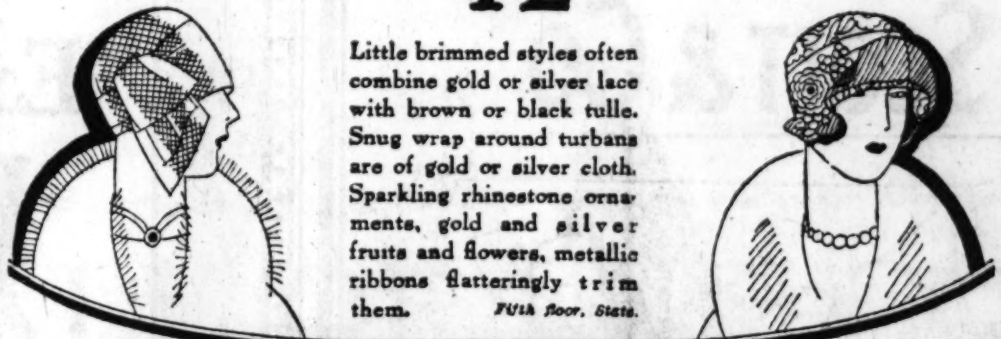 12
Little brimmed styles often
combine gold or silver lace
with brown or black tulle.
Snug wrap around turbans
are of gold or silver cloth.
Sparkling rhinestone orna-
ments, gold and silver
fruits and flowers, metallic
ribbons flatteringly trim
them. Fifth floor, State.